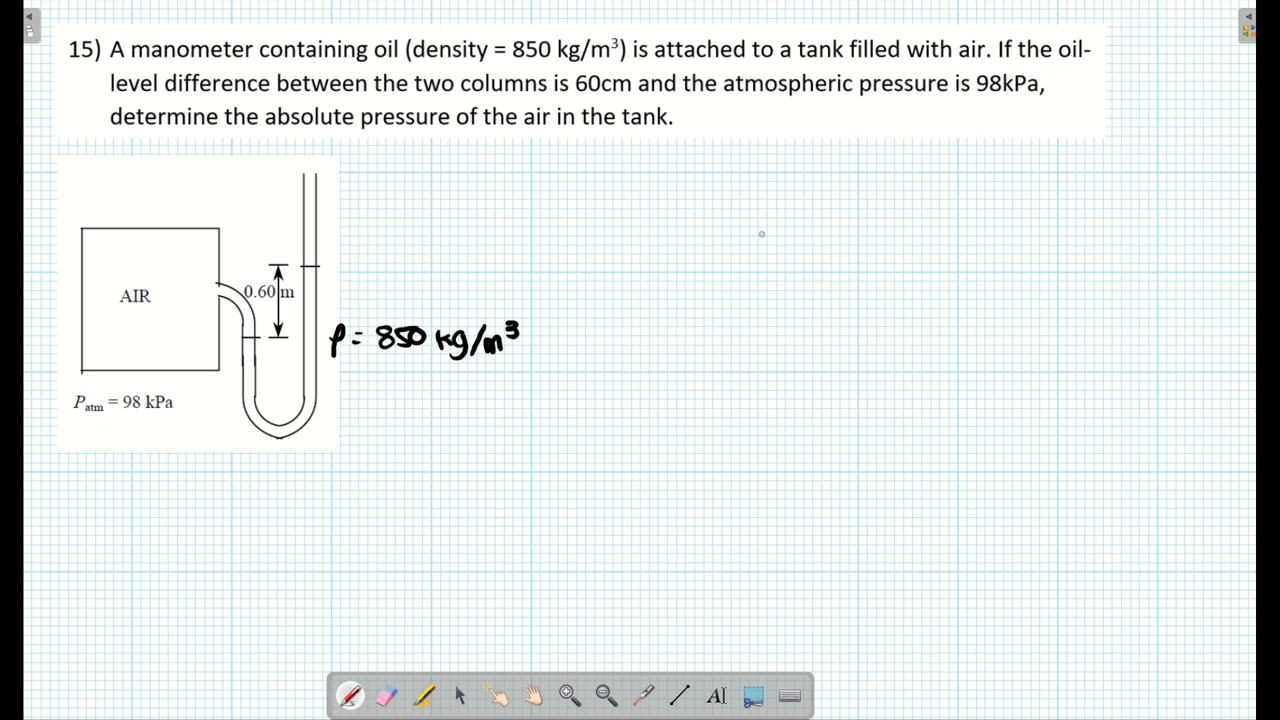 15) A manometer containing oil (density = 850 kg/m³) is attached to a tank filled with air. If the oil-
level difference between the two columns is 60cm and the atmospheric pressure is 98kPa,
determine the absolute pressure of the air in the tank.
AIR
0.60 m
ρ = 850 kg/m³
Patm = 98 kPa
AI